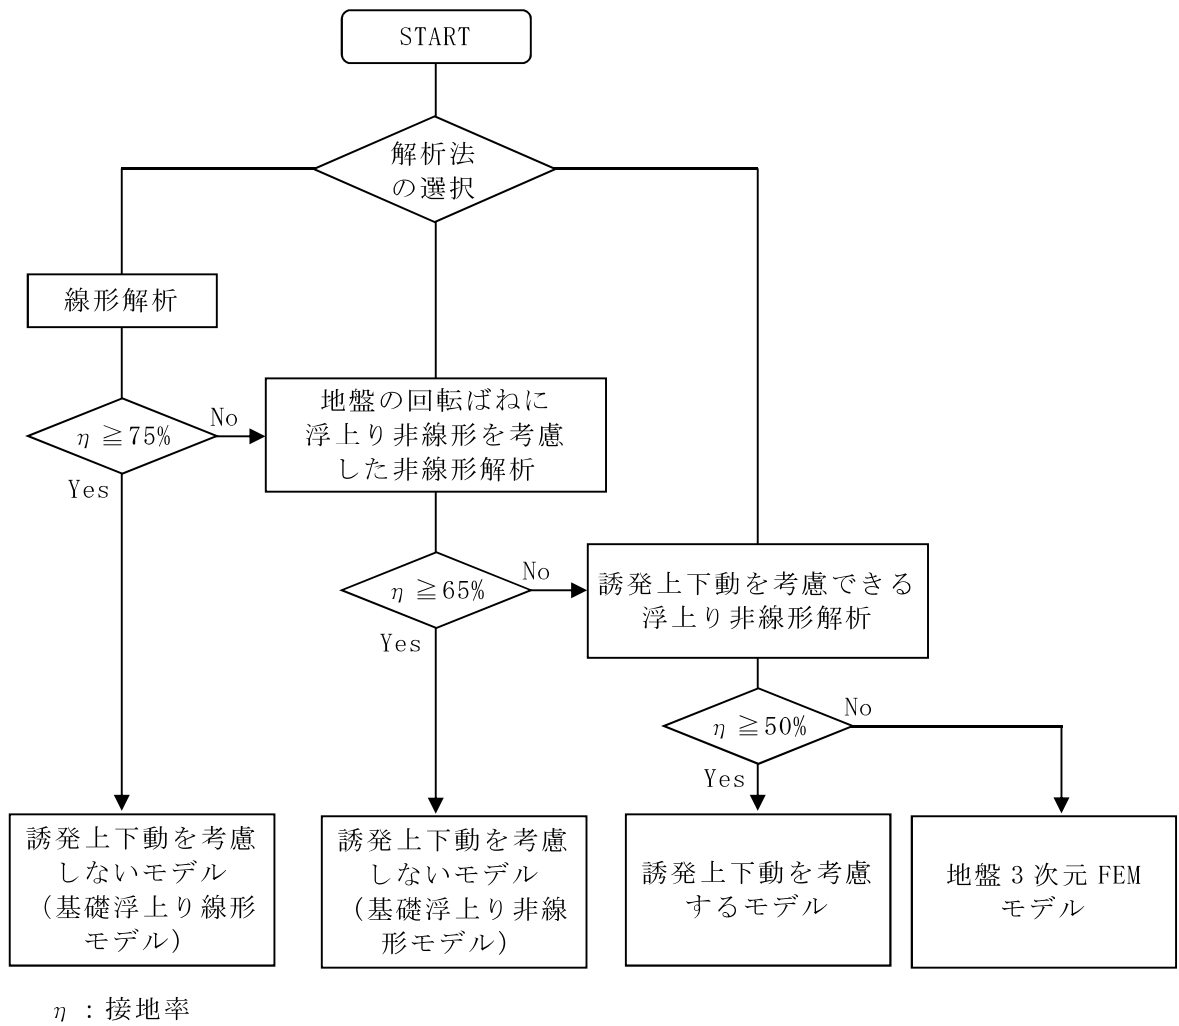 START
解析法
の選択
線形解析
η ≧75%
No
Yes
地盤の回転ばねに
浮上り非線形を考慮
した非線形解析
η ≧65%
No
Yes
誘発上下動を考慮できる
浮上り非線形解析
η ≧50%
No
Yes
誘発上下動を考慮
しないモデル
（基礎浮上り線形
モデル）
誘発上下動を考慮
しないモデル
（基礎浮上り非線
形モデル）
誘発上下動を考慮
するモデル
地盤 3 次元 FEM
モデル
η ：接地率